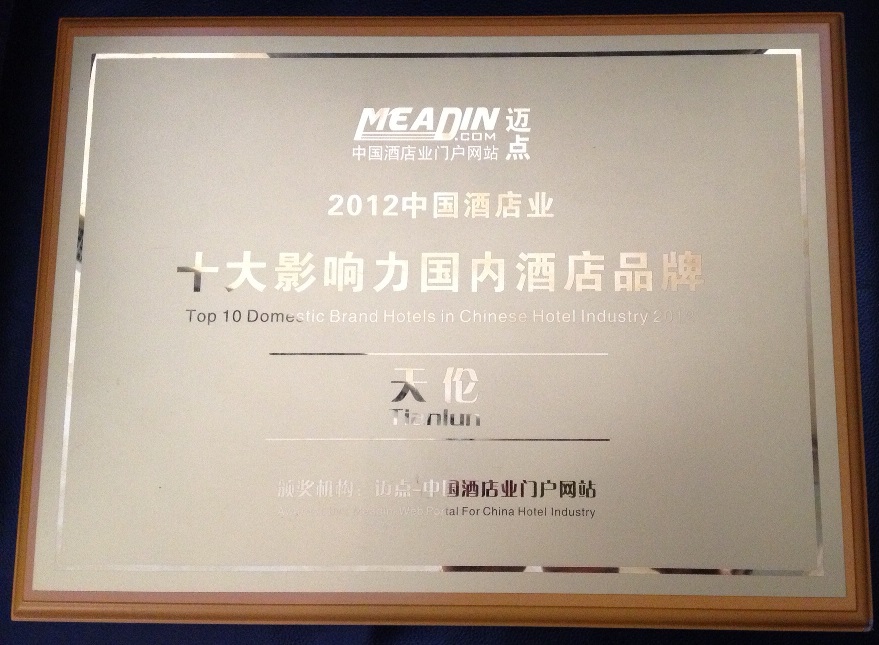 MEADIN 迈点
.COM
中国酒店业门户网站
2012中国酒店业
十大影响力国内酒店品牌
Top 10 Domestic Brand Hotels in Chinese Hotel Industry
天伦
Tianlun
颁奖机构：迈点-中国酒店业门户网站
Portal For China Hotel Industry